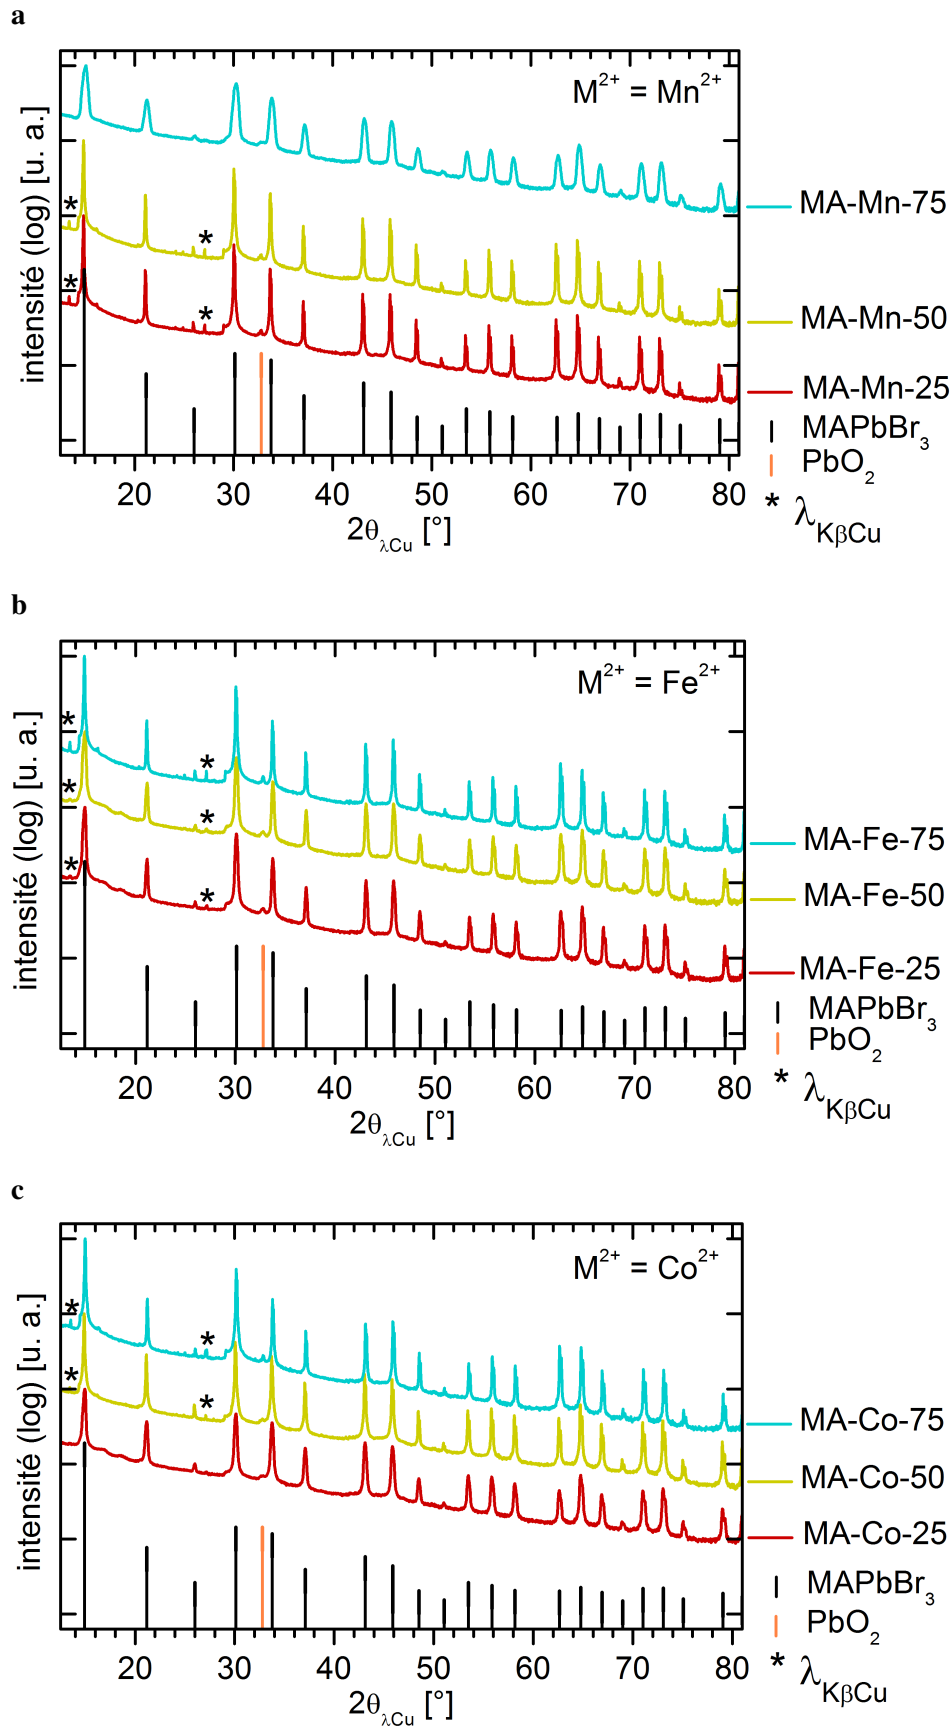 a
M²⁺ = Mn²⁺
intensité (log) [u. a.]
*
*
*
*
MA-Mn-75
MA-Mn-50
MA-Mn-25
MAPbBr₃
PbO₂
* λKβCu
20 30 40 50 60 70 80
2θλCu [°]
b
M²⁺ = Fe²⁺
intensité (log) [u. a.]
*
*
*
*
*
*
MA-Fe-75
MA-Fe-50
MA-Fe-25
MAPbBr₃
PbO₂
* λKβCu
20 30 40 50 60 70 80
2θλCu [°]
c
M²⁺ = Co²⁺
intensité (log) [u. a.]
*
*
*
*
MA-Co-75
MA-Co-50
MA-Co-25
MAPbBr₃
PbO₂
* λKβCu
20 30 40 50 60 70 80
2θλCu [°]